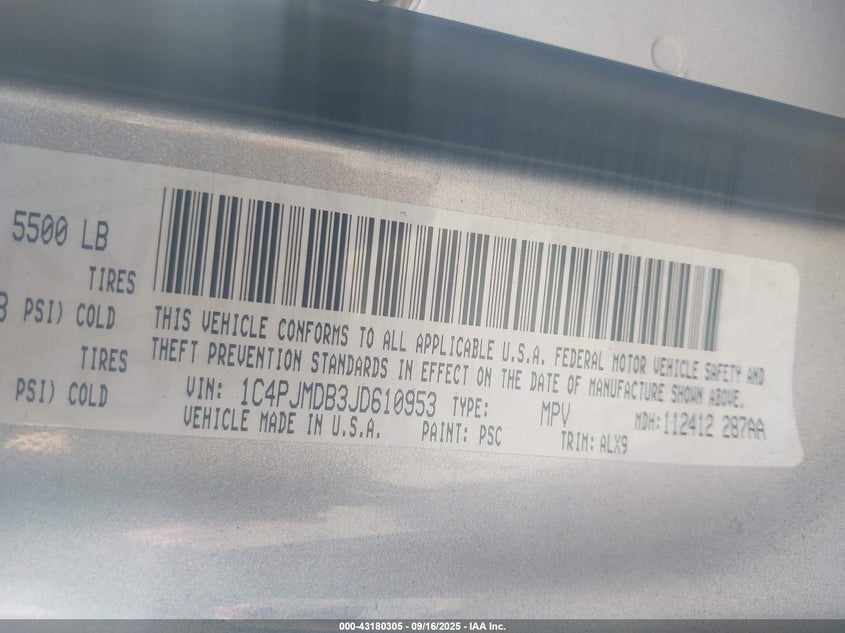 5500 LB
TIRES
PSI) COLD
TIRES
PSI) COLD
THIS VEHICLE CONFORMS TO ALL APPLICABLE U.S.A. FEDERAL MOTOR VEHICLE SAFETY AND
THEFT PREVENTION STANDARDS IN EFFECT ON THE DATE OF MANUFACTURE SHOWN ABOVE.
VIN: 1C4PJMDB3JD610953 TYPE: MPV MDH:112412 287AA
VEHICLE MADE IN U.S.A. PAINT: PSC TRIM: ALX9
000-43180305 - 09/16/2025 - IAA Inc.